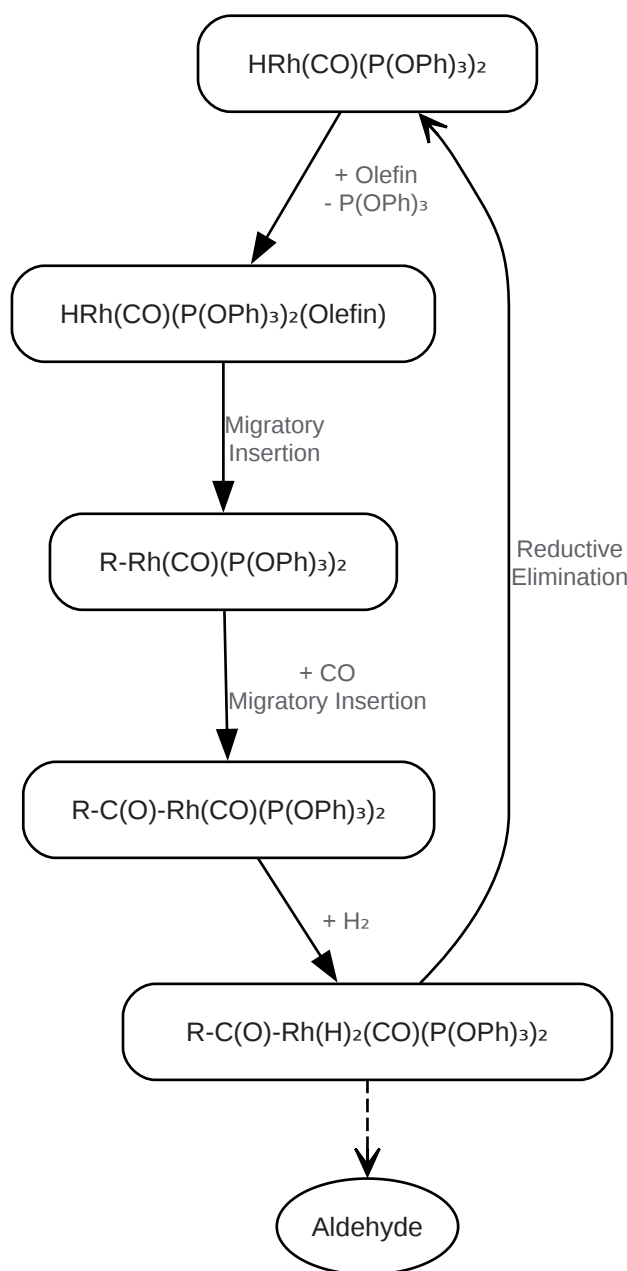 HRh(CO)(P(OPh)₃)₂
+ Olefin
- P(OPh)₃
HRh(CO)(P(OPh)₃)₂(Olefin)
Migratory
Insertion
R-Rh(CO)(P(OPh)₃)₂
Reductive
Elimination
+ CO
Migratory Insertion
R-C(O)-Rh(CO)(P(OPh)₃)₂
+ H₂
R-C(O)-Rh(H)₂(CO)(P(OPh)₃)₂
Aldehyde